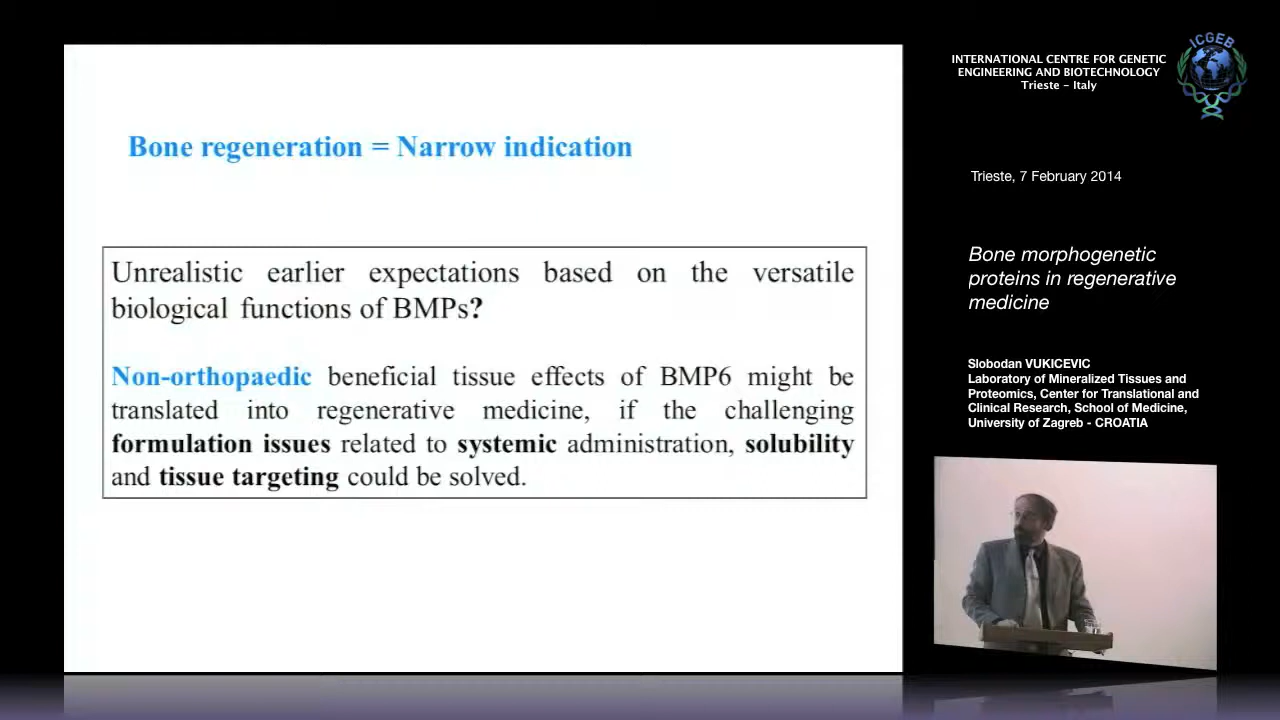 Bone regeneration = Narrow indication
Unrealistic earlier expectations based on the versatile
biological functions of BMPs?
Non-orthopaedic beneficial tissue effects of BMP6 might be
translated into regenerative medicine, if the challenging
formulation issues related to systemic administration, solubility
and tissue targeting could be solved.
INTERNATIONAL CENTRE FOR GENETIC
ENGINEERING AND BIOTECHNOLOGY
Trieste - Italy
ICGEB
Trieste, 7 February 2014
Bone morphogenetic
proteins in regenerative
medicine
Slobodan VUKICEVIC
Laboratory of Mineralized Tissues and
Proteomics, Center for Translational and
Clinical Research, School of Medicine,
University of Zagreb - CROATIA